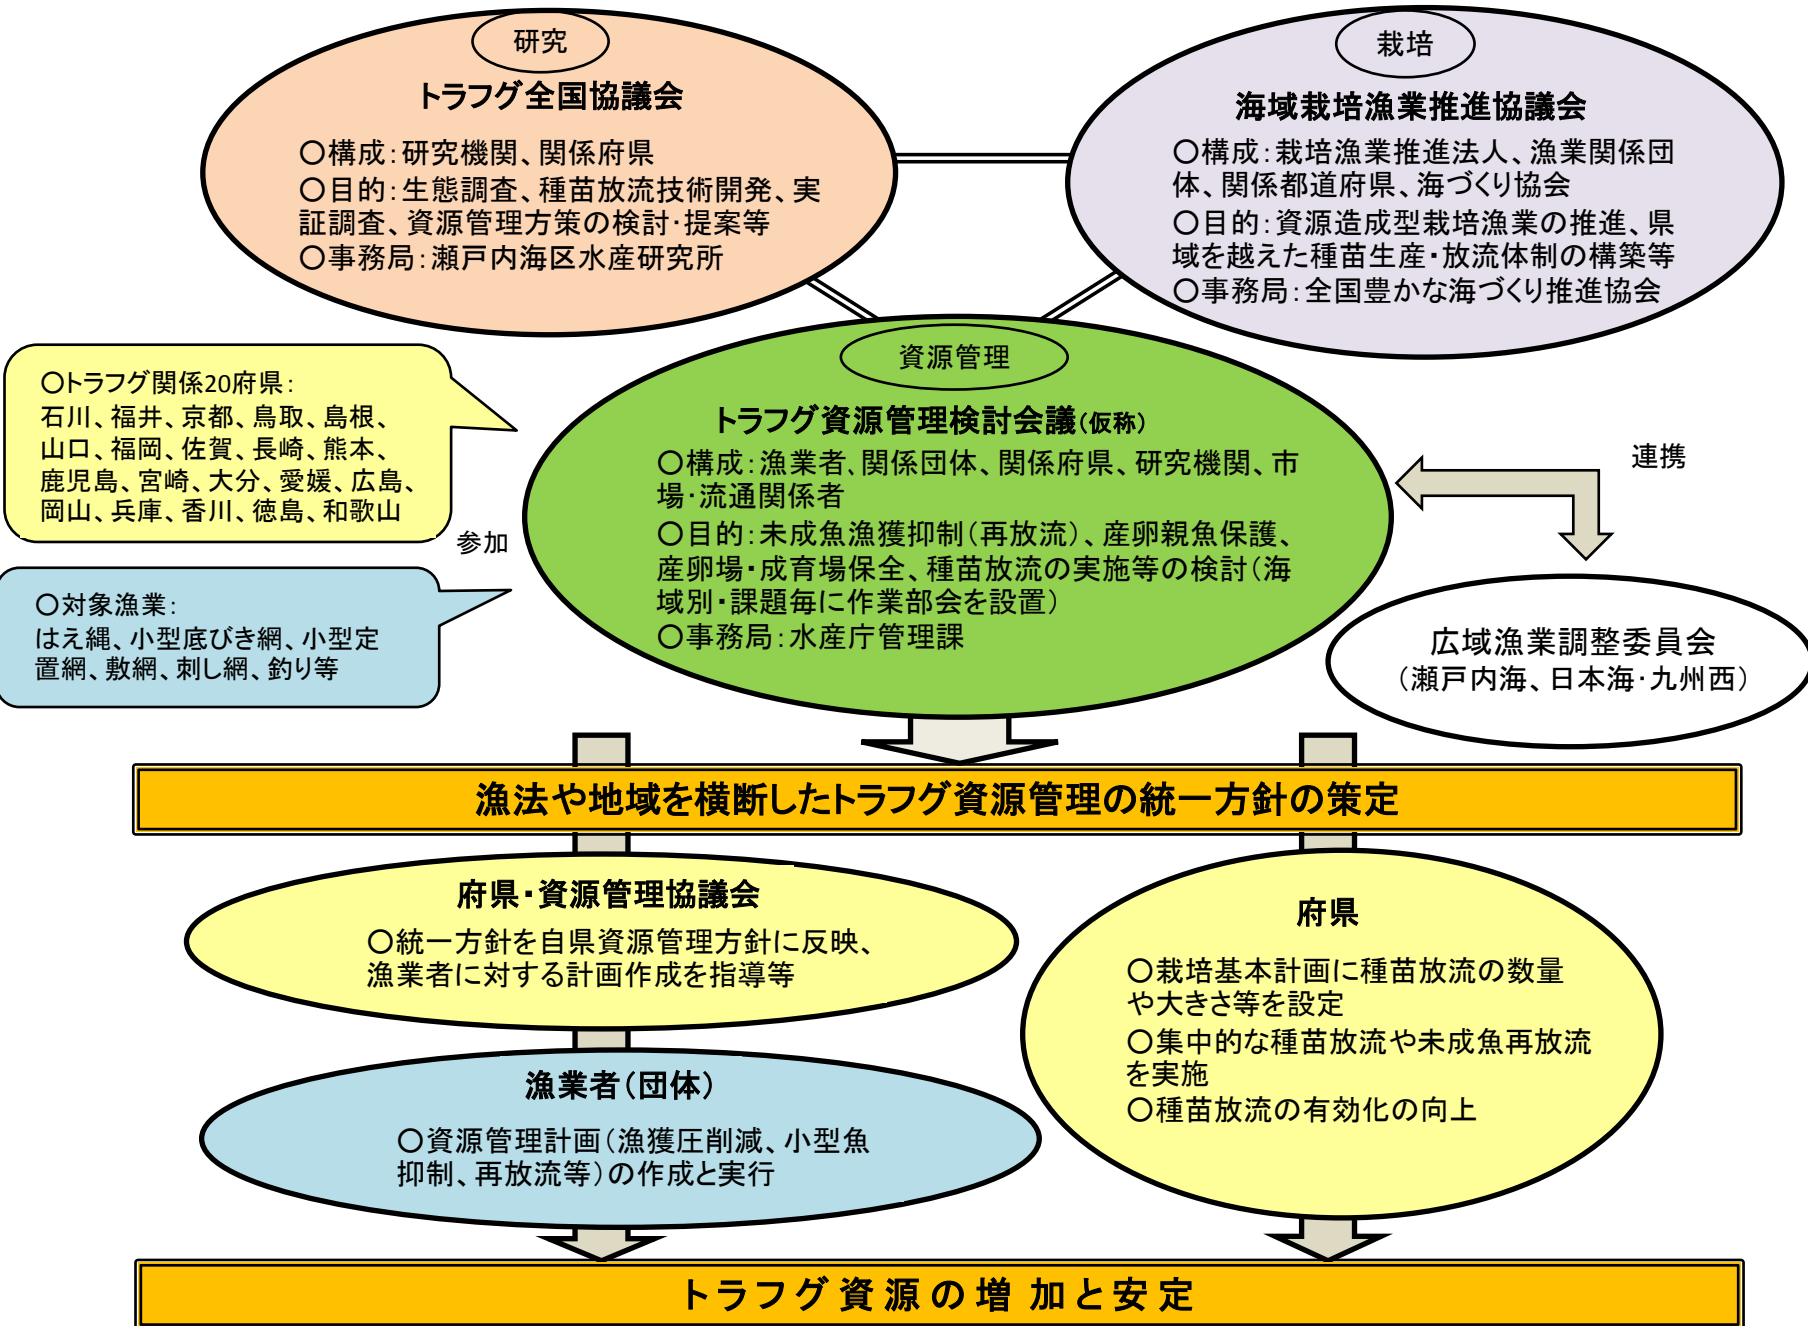 研究
トラフグ全国協議会
○構成：研究機関、関係府県
○目的：生態調査、種苗放流技術開発、実
証調査、資源管理方策の検討・提案等
○事務局：瀬戸内海区水産研究所
栽培
海域栽培漁業推進協議会
○構成：栽培漁業推進法人、漁業関係団
体、関係都道府県、海づくり協会
○目的：資源造成型栽培漁業の推進、県
域を越えた種苗生産・放流体制の構築等
○事務局：全国豊かな海づくり推進協会
○トラフグ関係20府県：
石川、福井、京都、鳥取、島根、
山口、福岡、佐賀、長崎、熊本、
鹿児島、宮崎、大分、愛媛、広島、
岡山、兵庫、香川、徳島、和歌山
参加
○対象漁業：
はえ縄、小型底びき網、小型定
置網、敷網、刺し網、釣り等
資源管理
トラフグ資源管理検討会議（仮称）
○構成：漁業者、関係団体、関係府県、研究機関、市
場・流通関係者
○目的：未成魚漁獲抑制（再放流）、産卵親魚保護、
産卵場・成育場保全、種苗放流の実施等の検討（海
域別・課題毎に作業部会を設置）
○事務局：水産庁管理課
連携
広域漁業調整委員会
（瀬戸内海、日本海・九州西）
漁法や地域を横断したトラフグ資源管理の統一方針の策定
府県・資源管理協議会
○統一方針を自県資源管理方針に反映、
漁業者に対する計画作成を指導等
漁業者（団体）
○資源管理計画（漁獲圧削減、小型魚
抑制、再放流等）の作成と実行
府県
○栽培基本計画に種苗放流の数量
や大きさ等を設定
○集中的な種苗放流や未成魚再放流
を実施
○種苗放流の有効化の向上
トラフグ資源の増加と安定